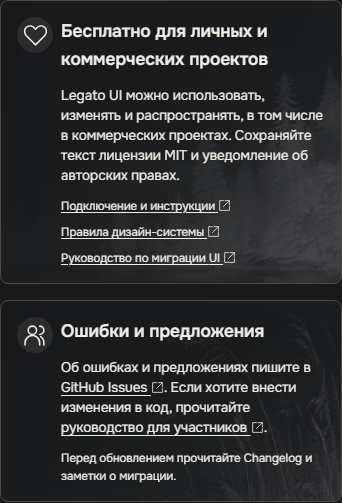 Бесплатно для личных и
коммерческих проектов
Legato UI можно использовать,
изменять и распространять, в том числе
в коммерческих проектах. Сохраняйте
текст лицензии MIT и уведомление об
авторских правах.
Подключение и инструкции
Правила дизайн-системы
Руководство по миграции UI
Ошибки и предложения
Об ошибках и предложениях пишите в
GitHub Issues. Если хотите внести
изменения в код, прочитайте
руководство для участников.
Перед обновлением прочитайте Changelog и
заметки о миграции.